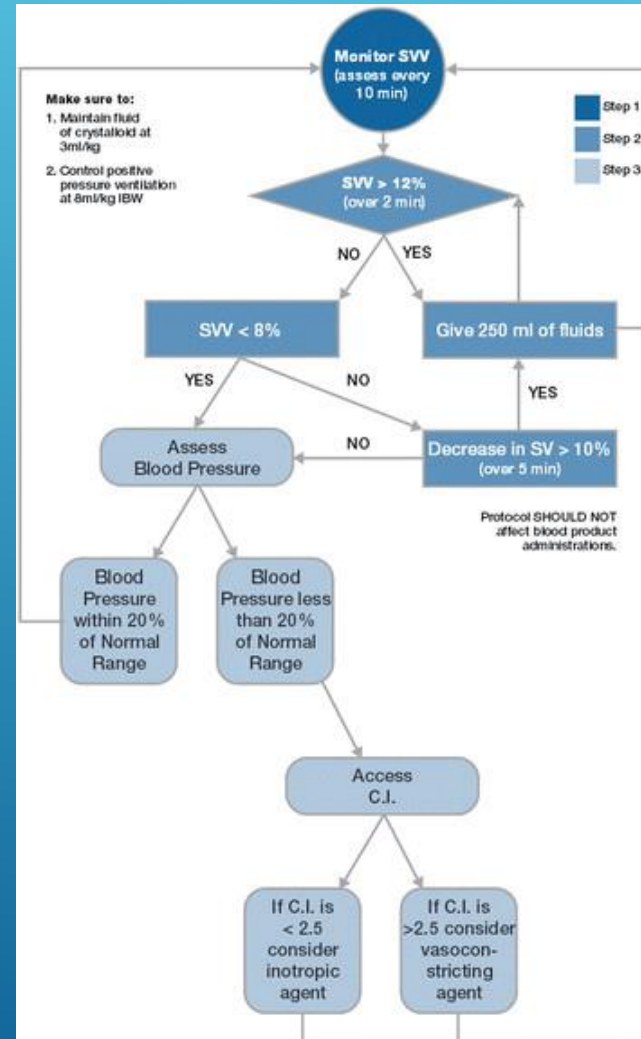 Monitor SVV
(assess every
10 min)
Make sure to:
1. Maintain fluid
of crystalloid at
3ml/kg
2. Control positive
pressure ventilation
at 8ml/kg IBW
Step 1
Step 2
Step 3
SVV > 12%
(over 2 min)
NO
YES
SVV < 8%
Give 250 ml of fluids
YES
NO
YES
Assess
Blood Pressure
NO
Decrease in SV > 10%
(over 5 min)
Protocol SHOULD NOT
affect blood product
administrations.
Blood
Pressure
within 20%
of Normal
Range
Blood
Pressure less
than 20%
of Normal
Range
Access
C.I.
If C.I. is
< 2.5
consider
inotropic
agent
If C.I. is
>2.5 consider
vasocon-
stricting
agent